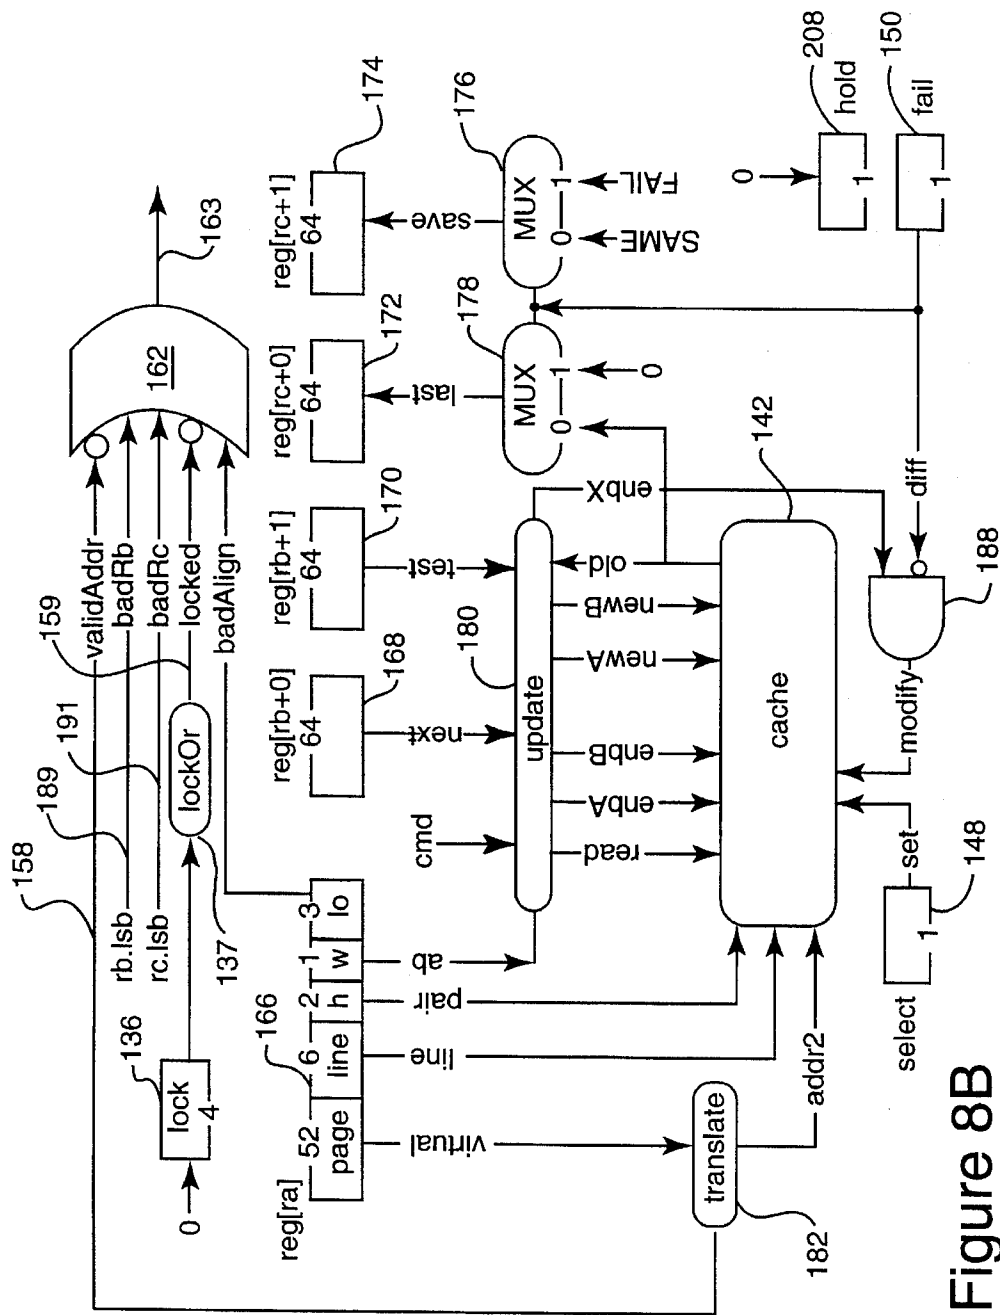 158
189
191
159
validAddr
rb.lsb
badRb
rc.lsb
badRc
136
lock
4
0
137
lockOr
locked
badAlign
162
163
166
reg[ra]
52
6
2
1
3
page
line
h
w
lo
reg[rb+0]
64
168
reg[rb+1]
64
170
reg[rc+0]
64
172
reg[rc+1]
64
174
virtual
line
pair
ab
cmd
next
test
last
save
180
update
178
MUX
0
1
0
176
MUX
0
1
SAME
FAIL
read
enbA
enbB
newA
newB
old
enbX
142
cache
translate
182
addr2
select
1
148
set
modify
188
diff
0
1
208
hold
1
150
fail
Figure 8B